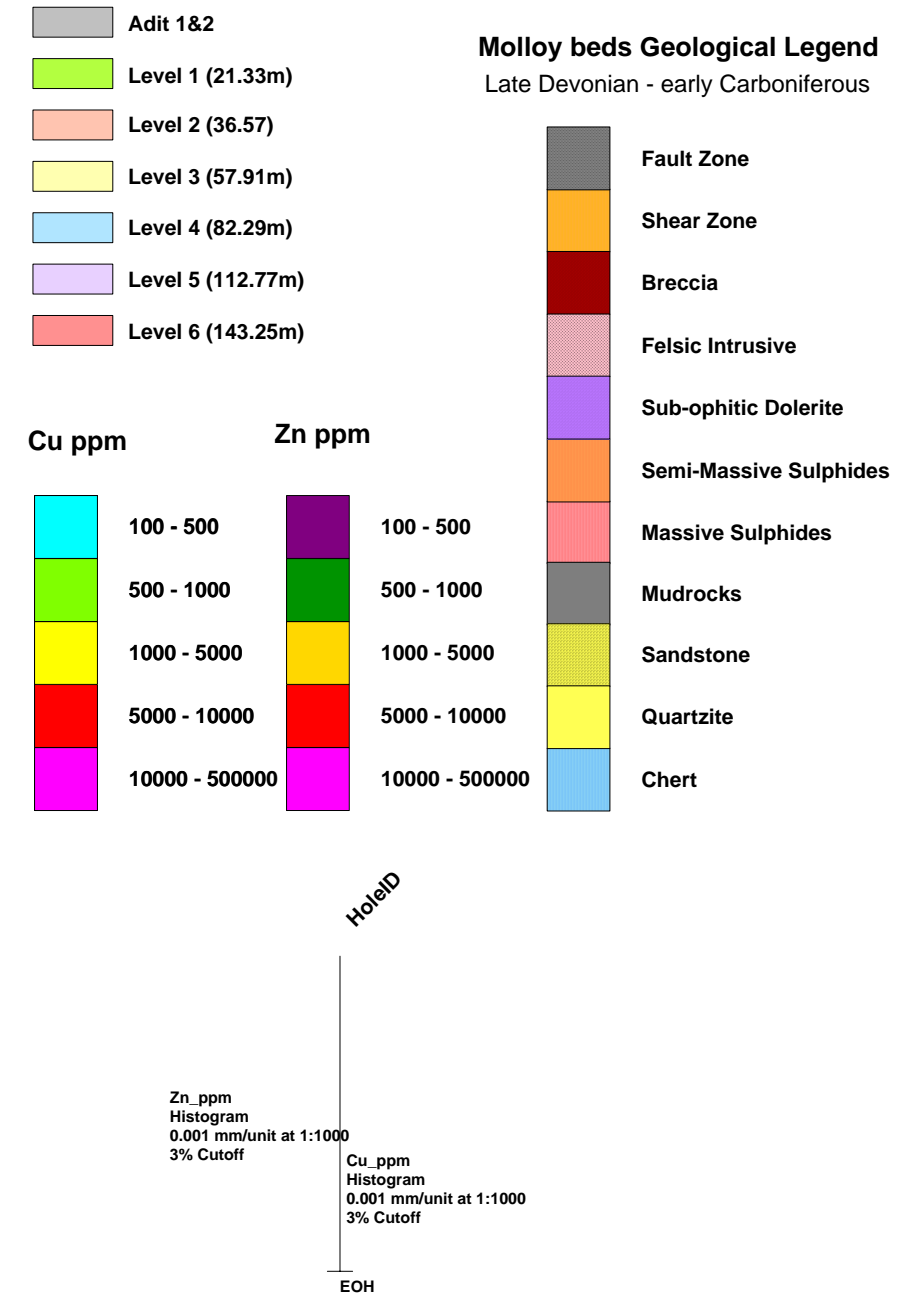 Adit 1&2
Level 1 (21.33m)
Level 2 (36.57)
Level 3 (57.91m)
Level 4 (82.29m)
Level 5 (112.77m)
Level 6 (143.25m)
Molloy beds Geological Legend
Late Devonian - early Carboniferous
Fault Zone
Shear Zone
Breccia
Felsic Intrusive
Sub-ophitic Dolerite
Semi-Massive Sulphides
Massive Sulphides
Mudrocks
Sandstone
Quartzite
Chert
Cu ppm
100 - 500
500 - 1000
1000 - 5000
5000 - 10000
10000 - 500000
Zn ppm
100 - 500
500 - 1000
1000 - 5000
5000 - 10000
10000 - 500000
HoleID
Zn_ppm
Histogram
0.001 mm/unit at 1:1000
3% Cutoff
Cu_ppm
Histogram
0.001 mm/unit at 1:1000
3% Cutoff
EOH